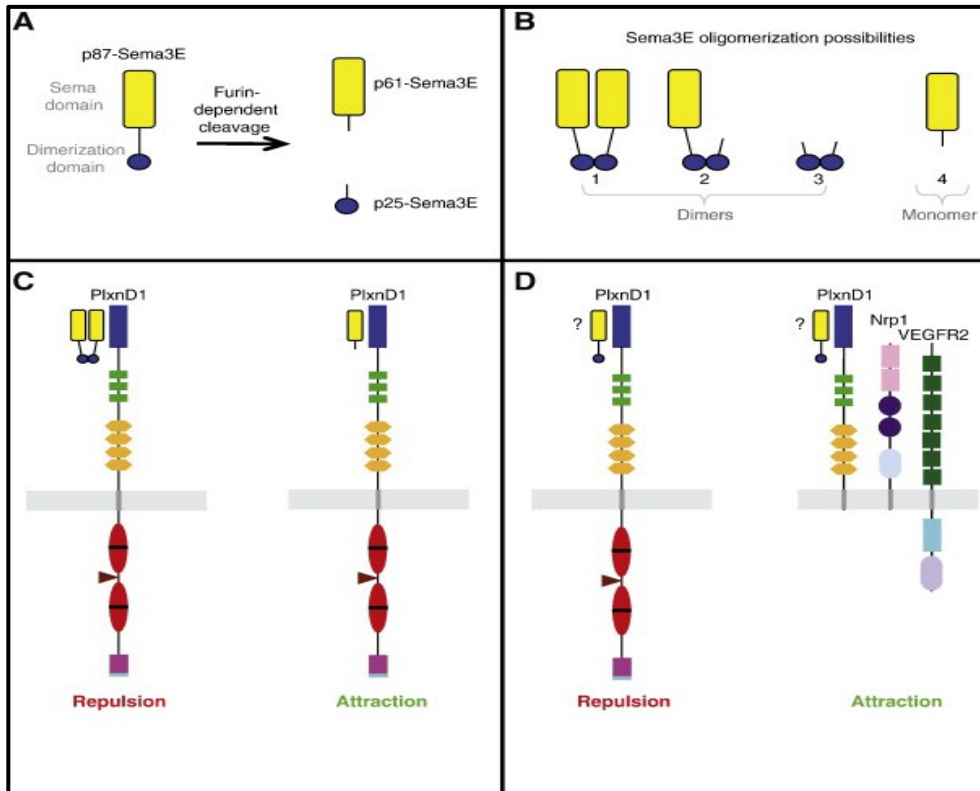 A
p87-Sema3E
Sema
domain
Dimerization
domain
Furin-
dependent
cleavage
p61-Sema3E
p25-Sema3E
B
Sema3E oligomerization possibilities
1
2
3
4
Dimers
Monomer
C
PlxnD1
PlxnD1
Repulsion
Attraction
D
PlxnD1
?
PlxnD1
?
Nrp1
VEGFR2
Repulsion
Attraction